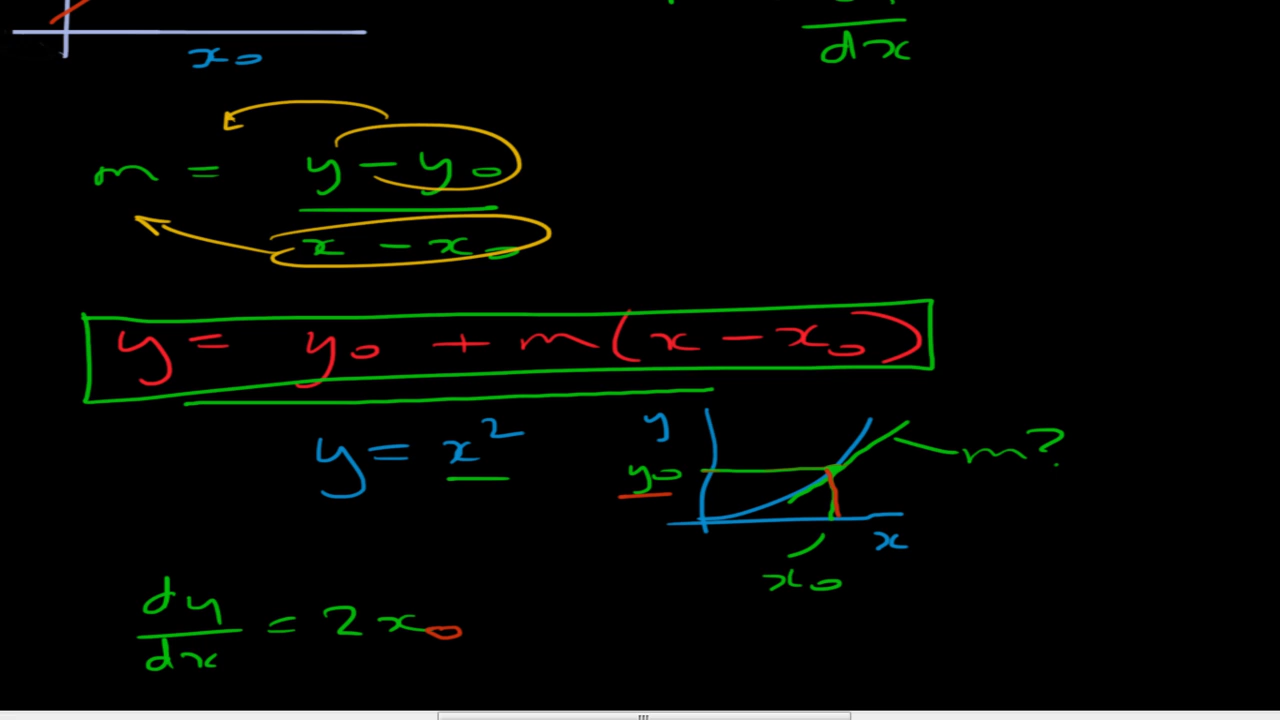 dx
x₀
m = y - y₀
x - x₀
y = y₀ + m(x - x₀)
y = x²
y
y₀
m?
x
x₀
dy
dx = 2x₀